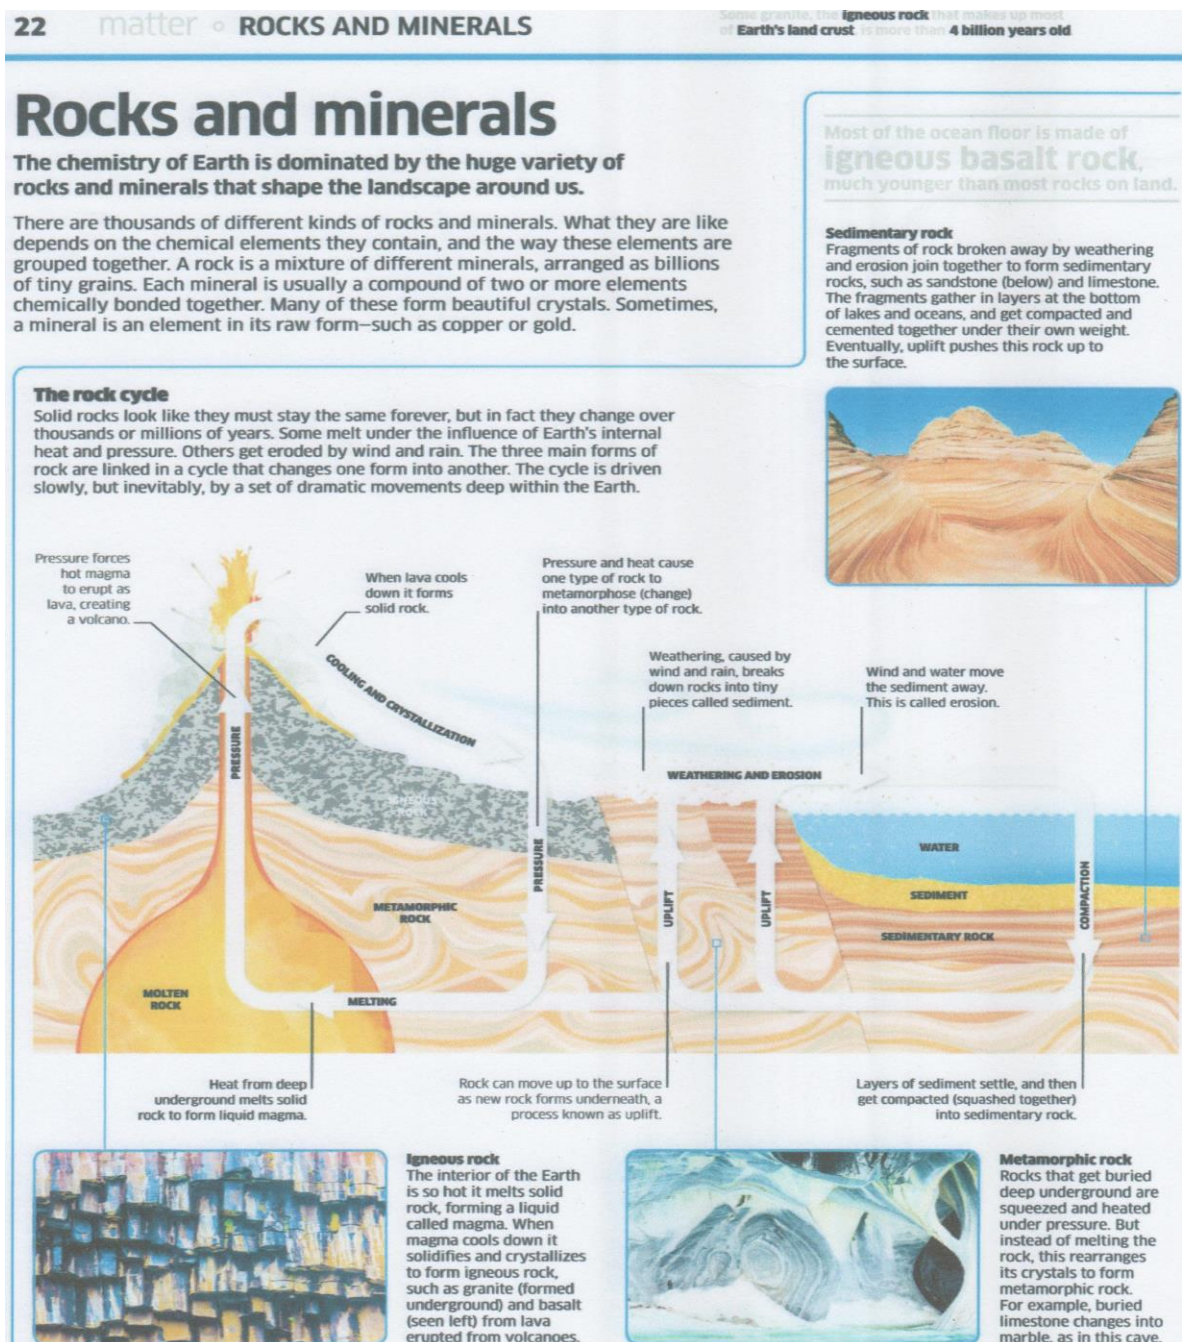 22 matter ROCKS AND MINERALS
Some granite, the igneous rock that makes up most
of Earth's land crust, is more than 4 billion years old
Rocks and minerals
The chemistry of Earth is dominated by the huge variety of
rocks and minerals that shape the landscape around us.
There are thousands of different kinds of rocks and minerals. What they are like
depends on the chemical elements they contain, and the way these elements are
grouped together. A rock is a mixture of different minerals, arranged as billions
of tiny grains. Each mineral is usually a compound of two or more elements
chemically bonded together. Many of these form beautiful crystals. Sometimes,
a mineral is an element in its raw form—such as copper or gold.
Most of the ocean floor is made of
igneous basalt rock,
much younger than most rocks on land.
Sedimentary rock
Fragments of rock broken away by weathering
and erosion join together to form sedimentary
rocks, such as sandstone (below) and limestone.
The fragments gather in layers at the bottom
of lakes and oceans, and get compacted and
cemented together under their own weight.
Eventually, uplift pushes this rock up to
the surface.
The rock cycle
Solid rocks look like they must stay the same forever, but in fact they change over
thousands or millions of years. Some melt under the influence of Earth's internal
heat and pressure. Others get eroded by wind and rain. The three main forms of
rock are linked in a cycle that changes one form into another. The cycle is driven
slowly, but inevitably, by a set of dramatic movements deep within the Earth.
Pressure forces
hot magma
to erupt as
lava, creating
a volcano.
When lava cools
down it forms
solid rock.
Pressure and heat cause
one type of rock to
metamorphose (change)
into another type of rock.
Weathering, caused by
wind and rain, breaks
down rocks into tiny
pieces called sediment.
Wind and water move
the sediment away.
This is called erosion.
COOLING AND CRYSTALLIZATION
PRESSURE
WEATHERING AND EROSION
IGNEOUS
ROCK
PRESSURE
METAMORPHIC
ROCK
UPLIFT
UPLIFT
WATER
SEDIMENT
SEDIMENTARY ROCK
COMPACTION
MOLTEN
ROCK
MELTING
Heat from deep
underground melts solid
rock to form liquid magma.
Rock can move up to the surface
as new rock forms underneath, a
process known as uplift.
Layers of sediment settle, and then
get compacted (squashed together)
into sedimentary rock.
Igneous rock
The interior of the Earth
is so hot it melts solid
rock, forming a liquid
called magma. When
magma cools down it
solidifies and crystallizes
to form igneous rock,
such as granite (formed
underground) and basalt
(seen left) from lava
erupted from volcanoes.
Metamorphic rock
Rocks that get buried
deep underground are
squeezed and heated
under pressure. But
instead of melting the
rock, this rearranges
its crystals to form
metamorphic rock.
For example, buried
limestone changes into
marble, as in this cave.